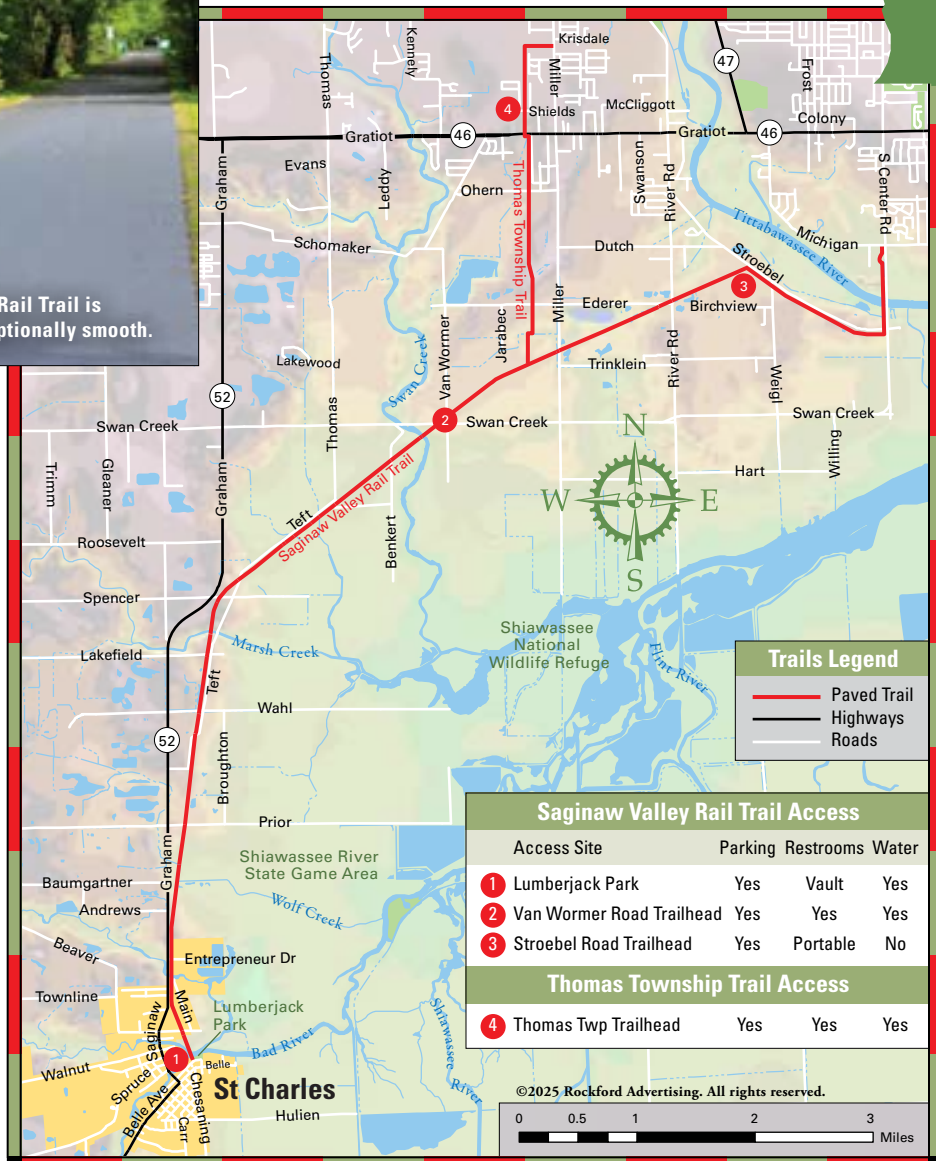 Rail Trail is
ptionally smooth.
Krisdale
Kennely
Thomas
Miller
47
Frost
4
Shields
McCliggott
Colony
Gratiot
46
Gratiot
46
Graham
Evans
Leddy
Ohern
Thomas Township Trail
Swanson
River Rd
S Center Rd
Tittabawassee River
Michigan
Schomaker
Dutch
Stroebel
3
Birchview
Miller
Ederer
Jarabec
Van Wormer
Swan Creek
Lakewood
Trinklein
River Rd
Weigl
52
Thomas
Swan Creek
2
Swan Creek
Swan Creek
Willing
N
W
E
S
Hart
Trimm
Gleaner
Graham
Teft
Saginaw Valley Rail Trail
Benkert
Roosevelt
Spencer
Shiawassee
National
Wildlife Refuge
Flint River
Marsh Creek
Lakefield
Teft
Wahl
52
Broughton
Trails Legend
Paved Trail
Highways
Roads
Prior
Graham
Shiawassee River
State Game Area
Baumgartner
Andrews
Wolf Creek
Beaver
Entrepreneur Dr
Townline
Main
Saginaw
Lumberjack
Park
Bad River
Shiawassee River
1
Belle
Walnut
Spruce
Belle Ave
Chesaning
Carr
St Charles
Hulien
Saginaw Valley Rail Trail Access
Access Site Parking Restrooms Water
1 Lumberjack Park Yes Vault Yes
2 Van Wormer Road Trailhead Yes Yes Yes
3 Stroebel Road Trailhead Yes Portable No
Thomas Township Trail Access
4 Thomas Twp Trailhead Yes Yes Yes
©2025 Rockford Advertising. All rights reserved.
0 0.5 1 2 3
Miles